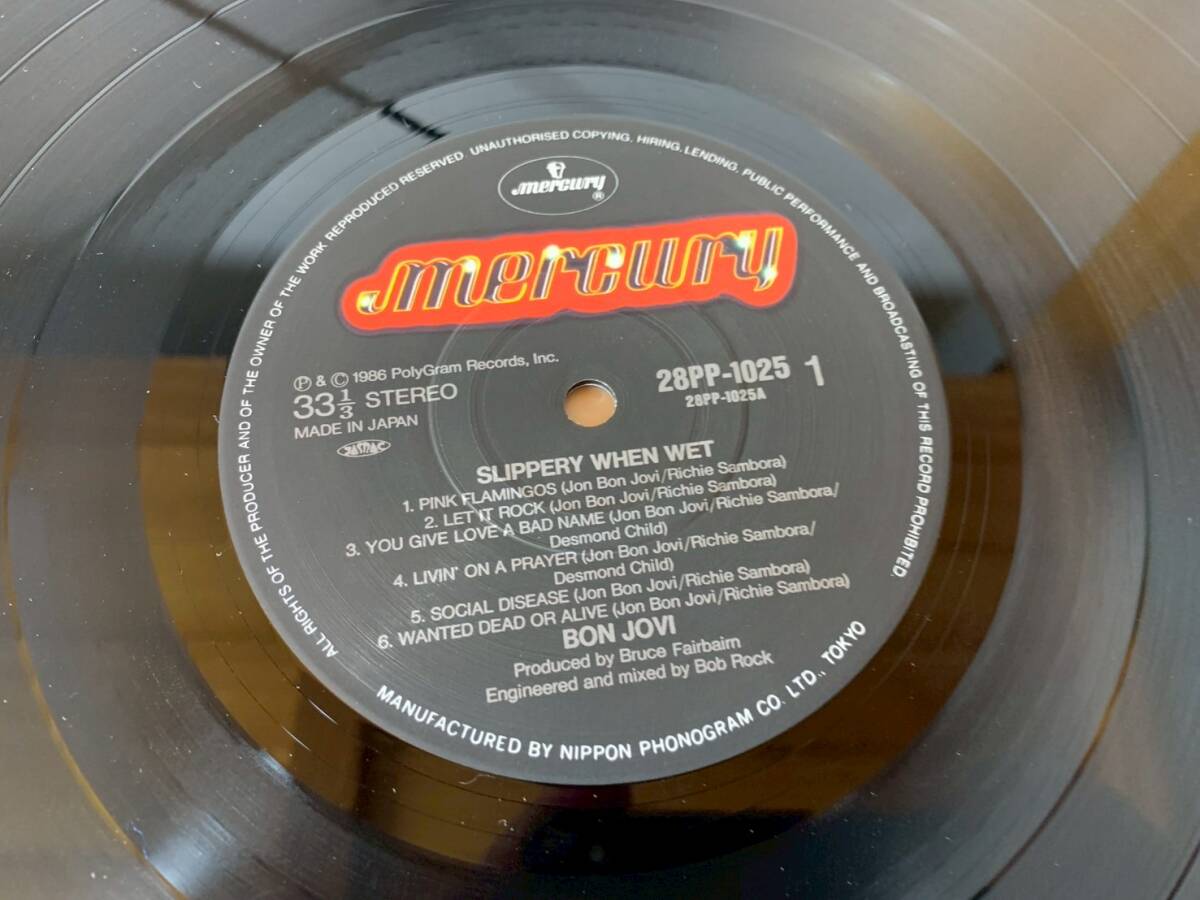 mercury ®
mercury
℗ & © 1986 PolyGram Records, Inc.
33 1/3 STEREO
MADE IN JAPAN
JASRAC
28PP-1025 1
28PP-1025A
SLIPPERY WHEN WET
1. PINK FLAMINGOS (Jon Bon Jovi/Richie Sambora)
2. LET IT ROCK (Jon Bon Jovi/Richie Sambora)
3. YOU GIVE LOVE A BAD NAME (Jon Bon Jovi/Richie Sambora/
Desmond Child)
4. LIVIN' ON A PRAYER (Jon Bon Jovi/Richie Sambora/
Desmond Child)
5. SOCIAL DISEASE (Jon Bon Jovi/Richie Sambora)
6. WANTED DEAD OR ALIVE (Jon Bon Jovi/Richie Sambora)
BON JOVI
Produced by Bruce Fairbairn
Engineered and mixed by Bob Rock
ALL RIGHTS OF THE PRODUCER AND OF THE OWNER OF THE WORK REPRODUCED RESERVED. UNAUTHORISED COPYING, HIRING, LENDING, PUBLIC PERFORMANCE AND BROADCASTING OF THIS RECORD PROHIBITED.
MANUFACTURED BY NIPPON PHONOGRAM CO. LTD., TOKYO